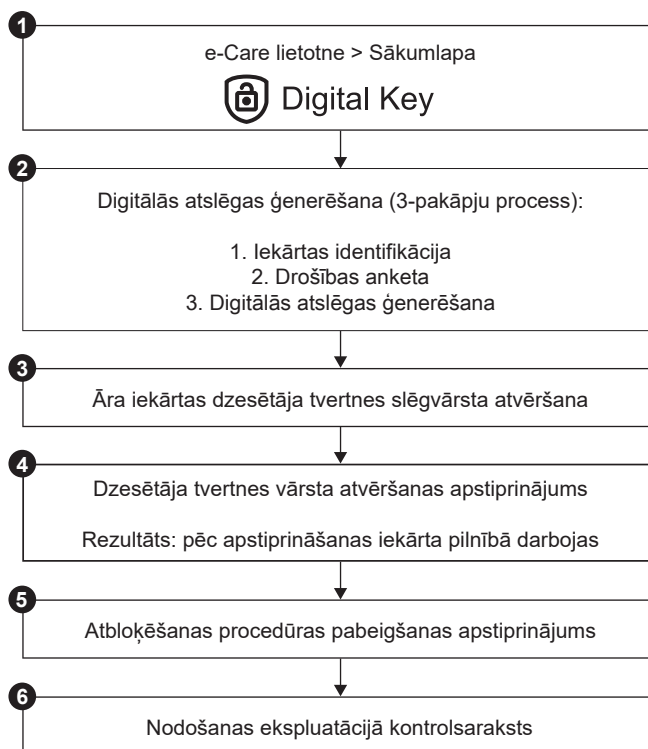 1
e-Care lietotne > Sākumlapa
Digital Key
2
Digitālās atslēgas ģenerēšana (3-pakāpju process):
1. Iekārtas identifikācija
2. Drošības anketa
3. Digitālās atslēgas ģenerēšana
3
Āra iekārtas dzesētāja tvertnes slēgvārsta atvēršana
4
Dzesētāja tvertnes vārsta atvēršanas apstiprinājums
Rezultāts: pēc apstiprināšanas iekārta pilnībā darbojas
5
Atbloķēšanas procedūras pabeigšanas apstiprinājums
6
Nodošanas ekspluatācijā kontrolsaraksts